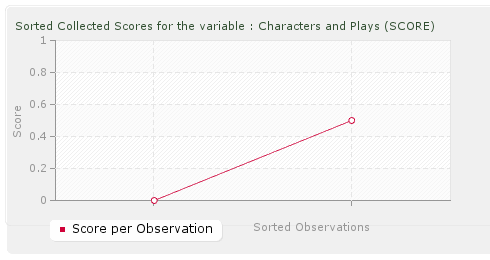 Sorted Collected Scores for the variable : Characters and Plays (SCORE)
1
0.8
0.6
0.4
0.2
0
Score
Sorted Observations
Score per Observation